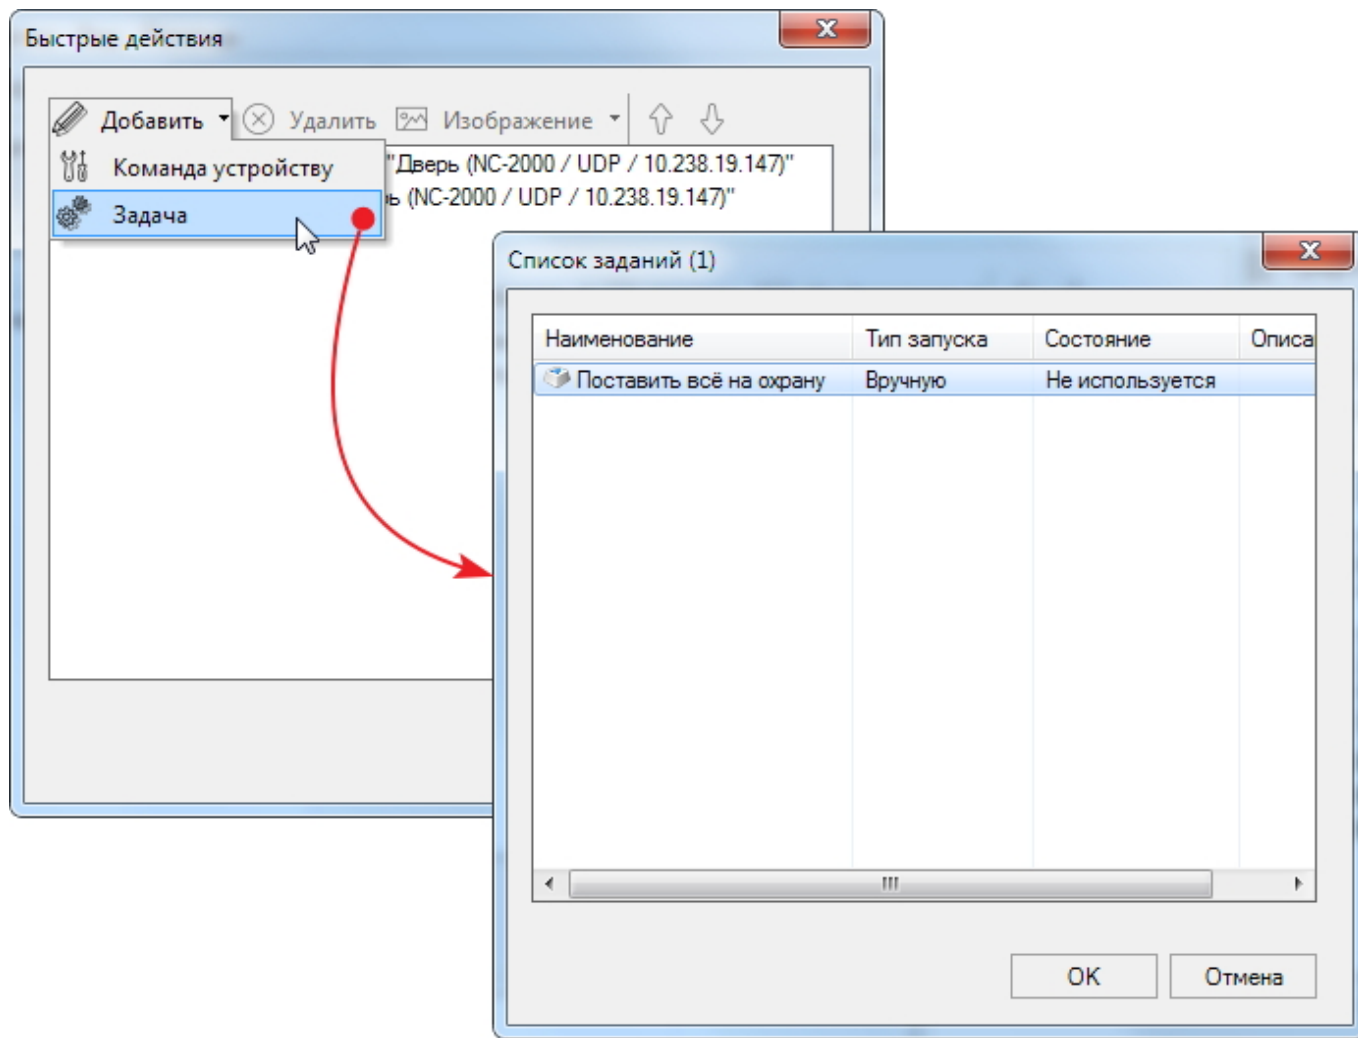 Быстрые действия
Добавить Удалить Изображение
Команда устройству "Дверь (NC-2000 / UDP / 10.238.19.147)"
(NC-2000 / UDP / 10.238.19.147)"
Задача
Список заданий (1)
Наименование Тип запуска Состояние Описа
Поставить всё на охрану Вручную Не используется
OK Отмена